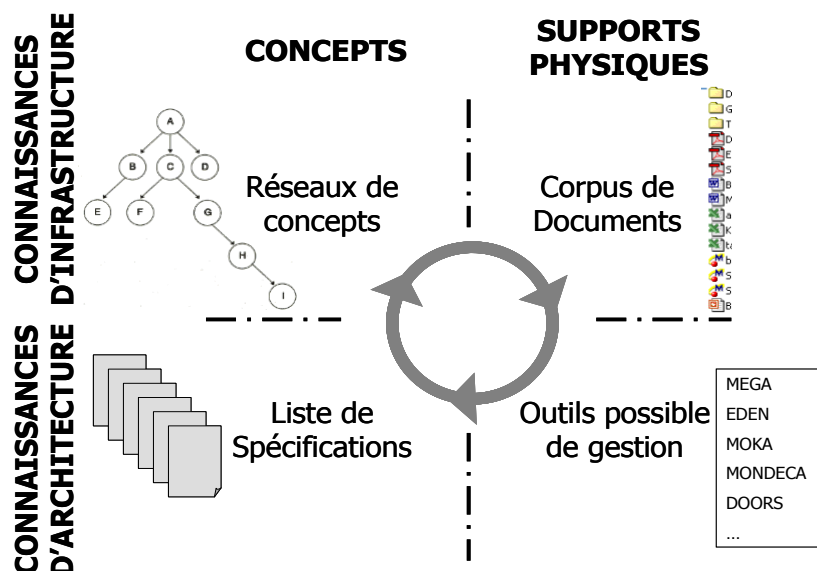 CONCEPTS
SUPPORTS
PHYSIQUES
CONNAISSANCES
D'INFRASTRUCTURE
A
B
C
D
E
F
G
H
I
Réseaux de
concepts
Corpus de
Documents
D
G
T
D
E
S
B
M
a
K
ta
b
S
S
B
CONNAISSANCES
D'ARCHITECTURE
Liste de
Spécifications
Outils possible
de gestion
MEGA
EDEN
MOKA
MONDECA
DOORS
...